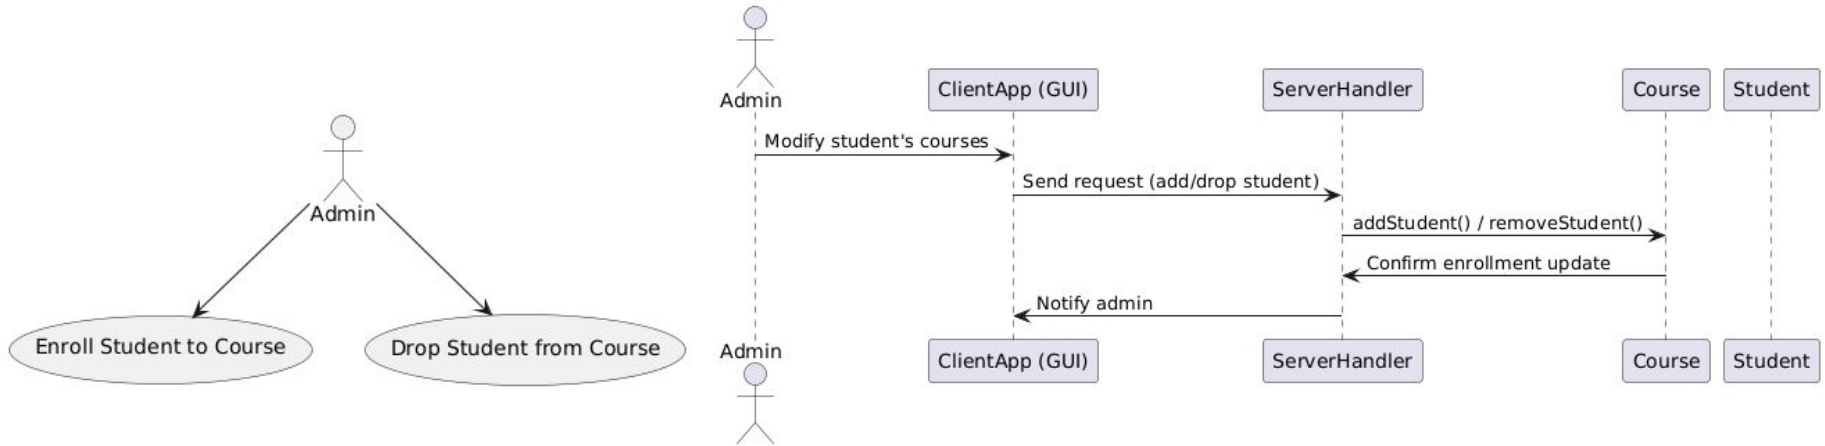 Admin
Enroll Student to Course
Drop Student from Course
Admin
ClientApp (GUI)
ServerHandler
Course
Student
Modify student's courses
Send request (add/drop student)
addStudent() / removeStudent()
Confirm enrollment update
Notify admin
Admin
ClientApp (GUI)
ServerHandler
Course
Student